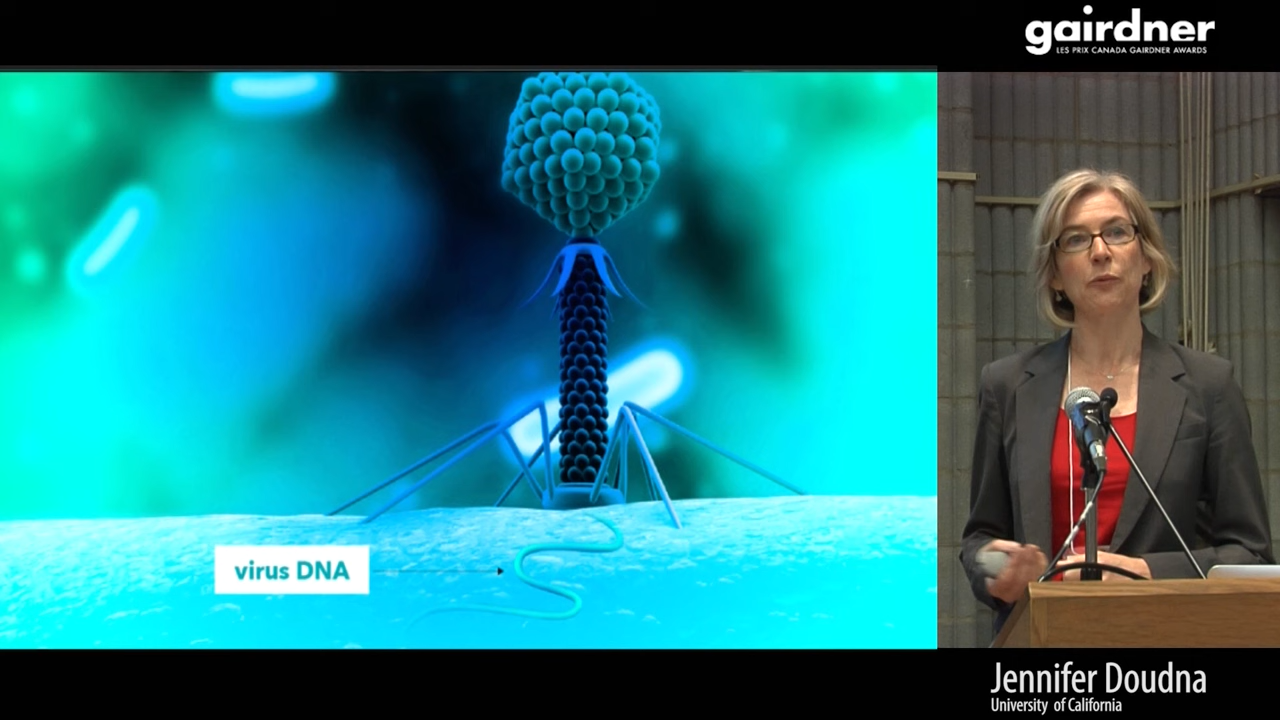 gairdner
LES PRIX CANADA GAIRDNER AWARDS
virus DNA
Jennifer Doudna
University of California